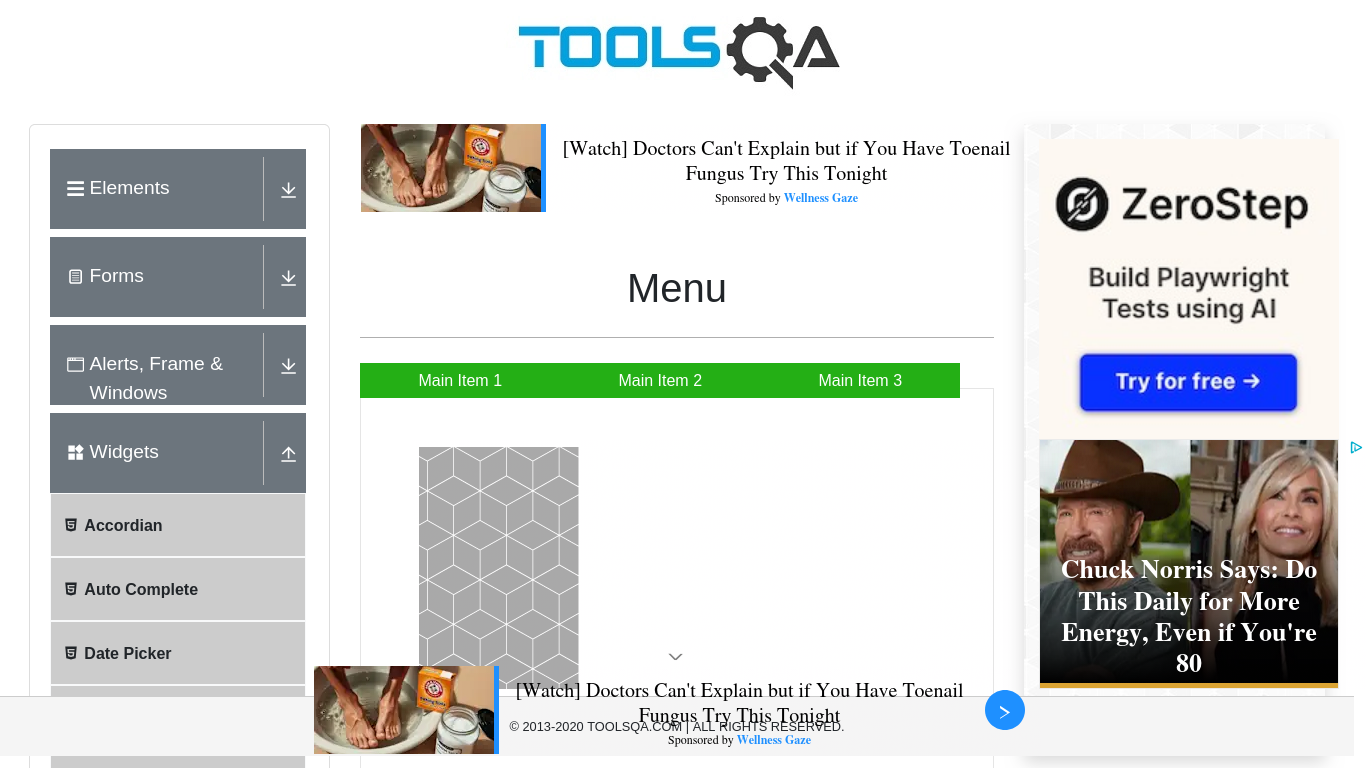 TOOLSQA
Elements
Forms
Alerts, Frame &
Windows
Widgets
Accordian
Auto Complete
Date Picker
[Watch] Doctors Can't Explain but if You Have Toenail
Fungus Try This Tonight
Sponsored by Wellness Gaze
Menu
Main Item 1
Main Item 2
Main Item 3
ZeroStep
Build Playwright
Tests using AI
Try for free →
Chuck Norris Says: Do
This Daily for More
Energy, Even if You're
80
[Watch] Doctors Can't Explain but if You Have Toenail
Fungus Try This Tonight
© 2013-2020 TOOLSQA.COM | ALL RIGHTS RESERVED.
Sponsored by Wellness Gaze